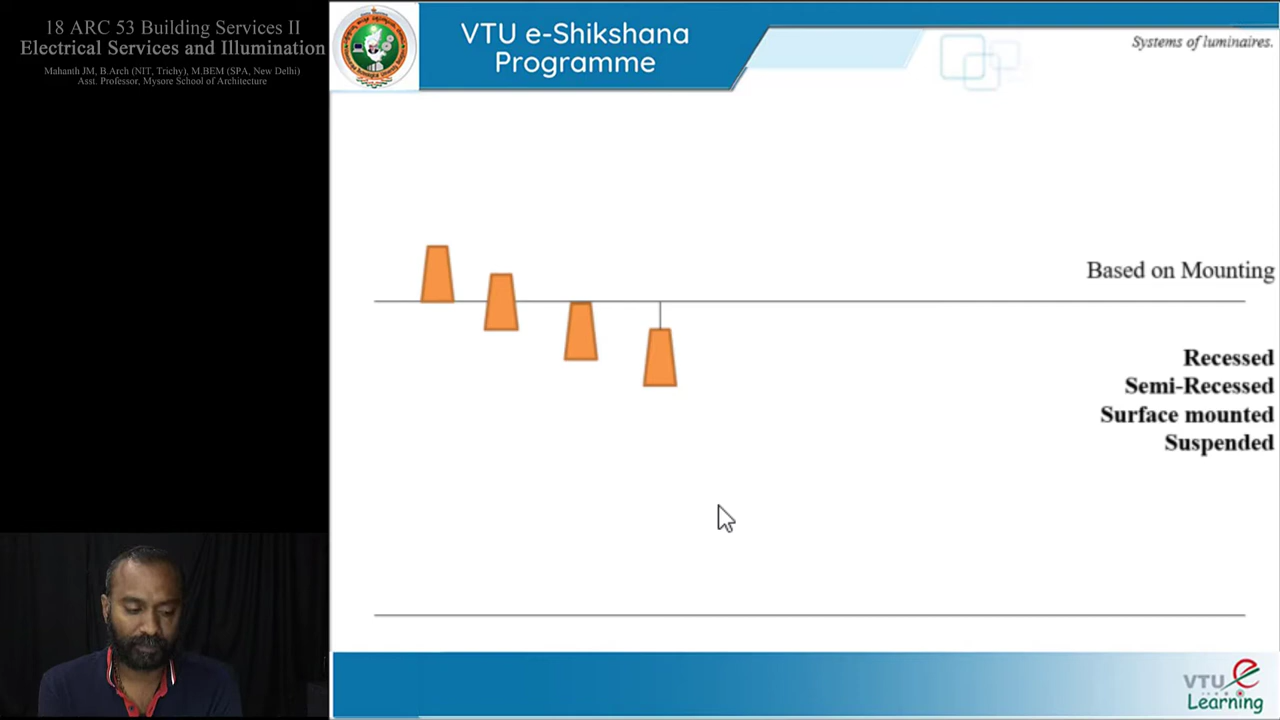 18 ARC 53 Building Services II
Electrical Services and Illumination
Mahanth JM, B.Arch (NIT, Trichy), M.BEM (SPA, New Delhi)
Asst. Professor, Mysore School of Architecture
VTU e-Shikshana
Programme
Systems of luminaires.
Based on Mounting
Recessed
Semi-Recessed
Surface mounted
Suspended
VTU e
Learning